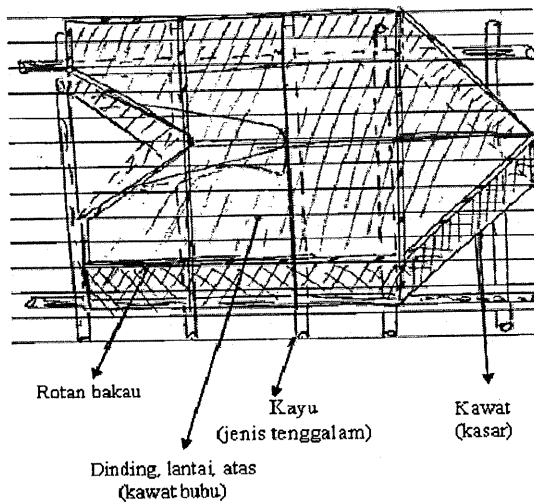 Rotan bakau
Kayu
(jenis tenggalam)
Kawat
(kasar)
Dinding, lantai, atas
(kawat bubu)